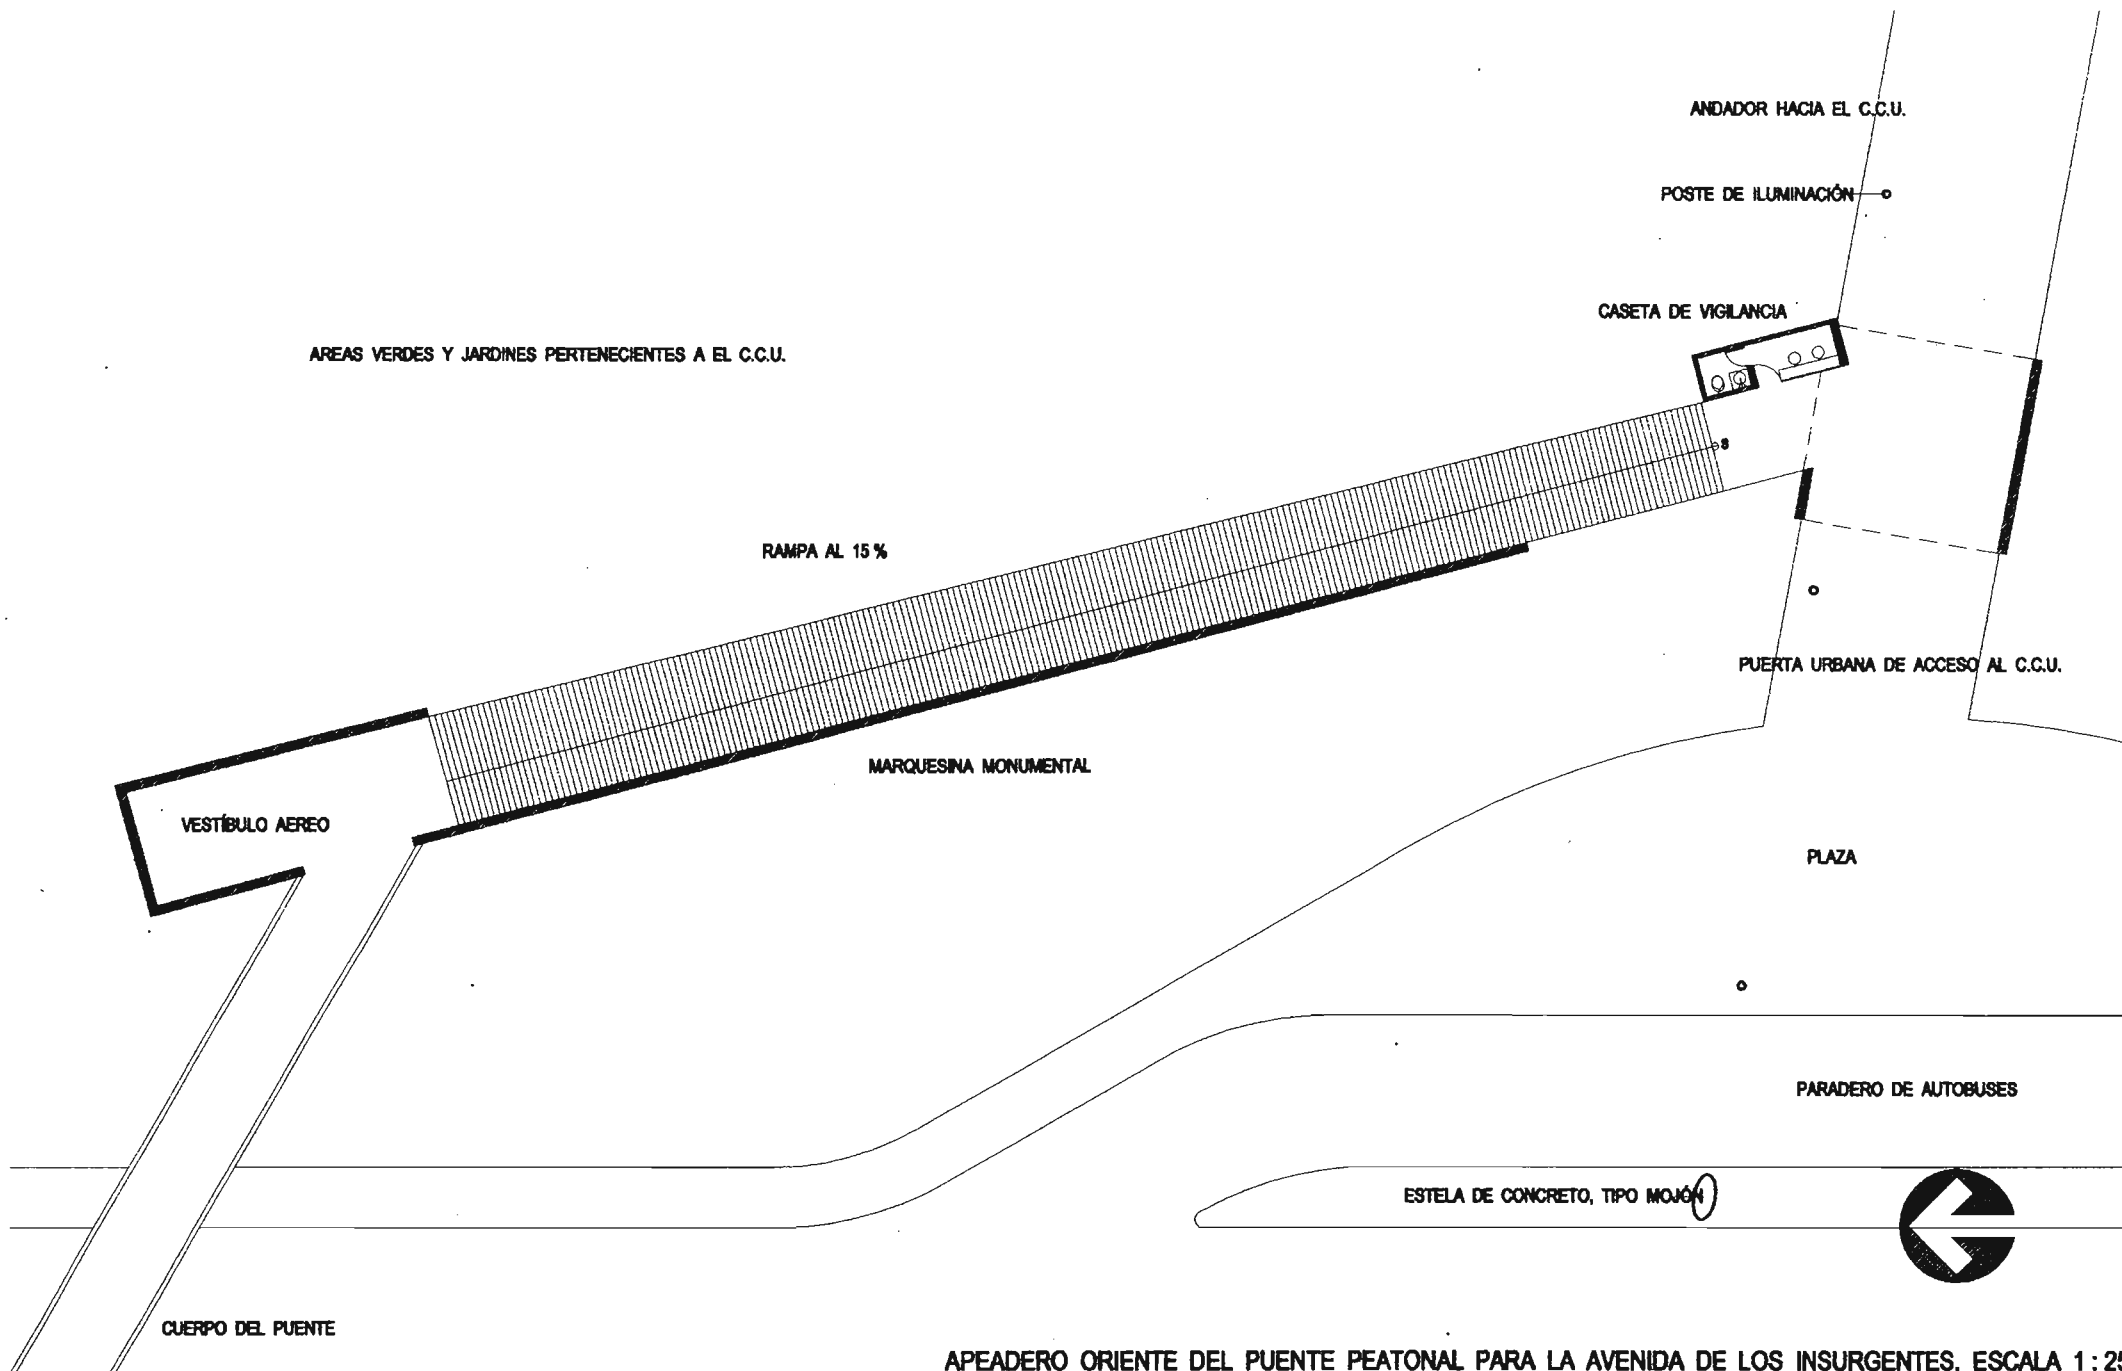 ANDADOR HACIA EL C.C.U.
POSTE DE ILUMINACIÓN
CASETA DE VIGILANCIA
AREAS VERDES Y JARDINES PERTENECIENTES A EL C.C.U.
S
RAMPA AL 15 %
PUERTA URBANA DE ACCESO AL C.C.U.
MARQUESINA MONUMENTAL
VESTÍBULO AEREO
PLAZA
PARADERO DE AUTOBUSES
ESTELA DE CONCRETO, TIPO MOJÓN
CUERPO DEL PUENTE
APEADERO ORIENTE DEL PUENTE PEATONAL PARA LA AVENIDA DE LOS INSURGENTES. ESCALA 1:2